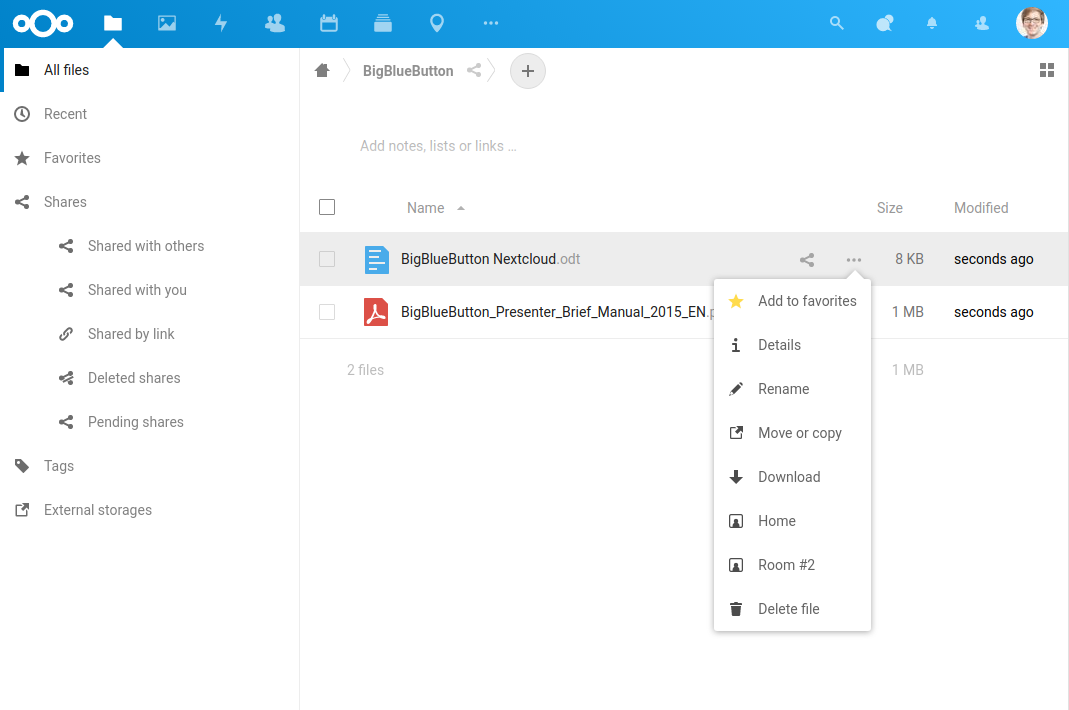 All files
Recent
Favorites
Shares
Shared with others
Shared with you
Shared by link
Deleted shares
Pending shares
Tags
External storages
BigBlueButton
Add notes, lists or links ...
Name Size Modified
BigBlueButton Nextcloud.odt 8 KB seconds ago
BigBlueButton_Presenter_Brief_Manual_2015_EN.p 1 MB seconds ago
2 files 1 MB
Add to favorites
Details
Rename
Move or copy
Download
Home
Room #2
Delete file